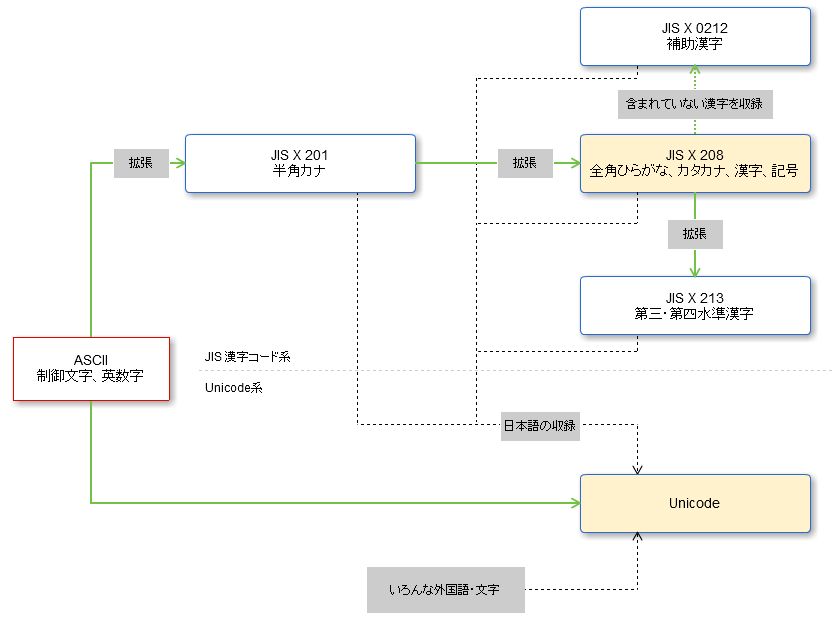 JIS X 0212
補助漢字
含まれていない漢字を収録
拡張
JIS X 201
半角カナ
拡張
JIS X 208
全角ひらがな、カタカナ、漢字、記号
拡張
JIS X 213
第三・第四水準漢字
ASCII
制御文字、英数字
JIS 漢字コード系
Unicode系
日本語の収録
Unicode
いろんな外国語・文字